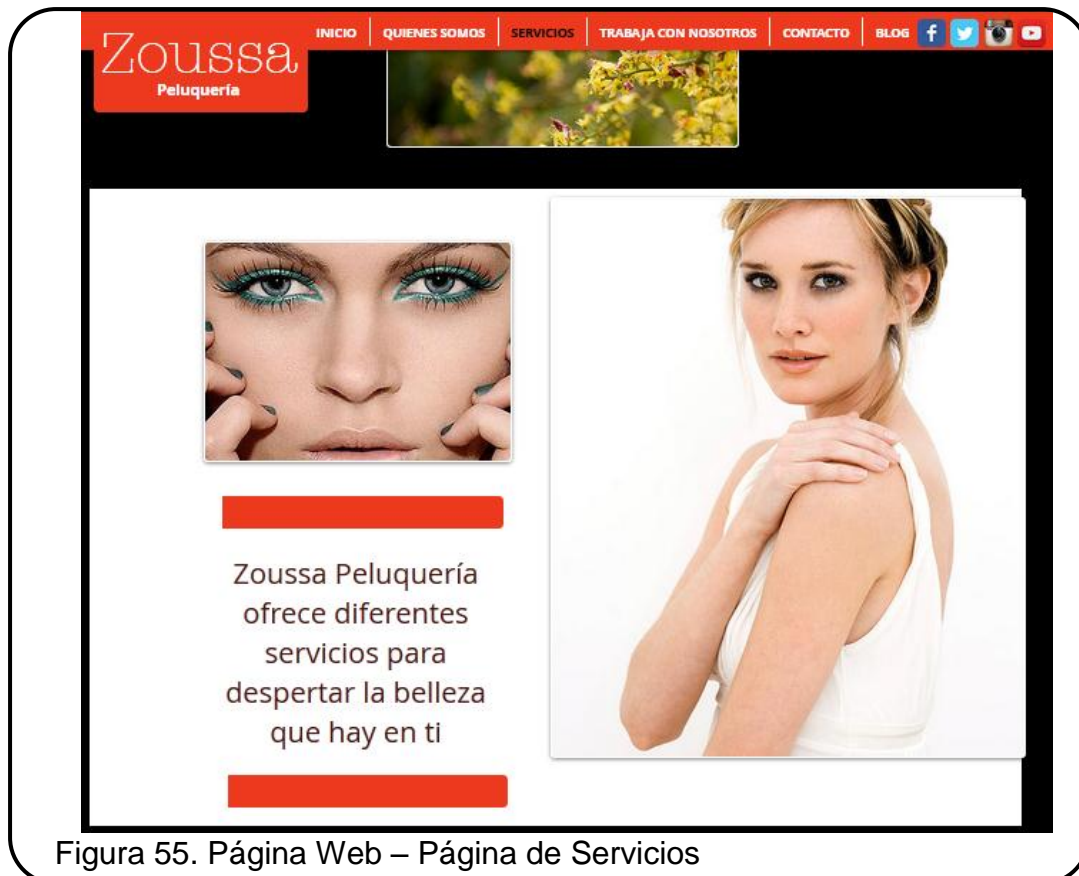 Zoussa
Peluquería
INICIO QUIENES SOMOS SERVICIOS TRABAJA CON NOSOTROS CONTACTO BLOG
Zoussa Peluquería
ofrece diferentes
servicios para
despertar la belleza
que hay en ti
Figura 55. Página Web – Página de Servicios